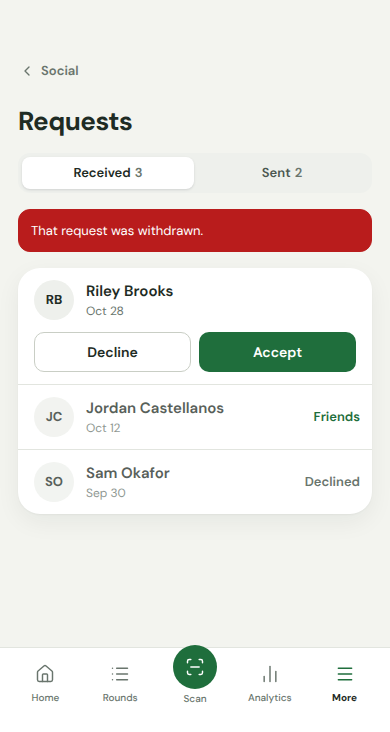 Social
Requests
Received 3
Sent 2
That request was withdrawn.
RB
Riley Brooks
Oct 28
Decline
Accept
JC
Jordan Castellanos
Oct 12
Friends
SO
Sam Okafor
Sep 30
Declined
Home
Rounds
Scan
Analytics
More